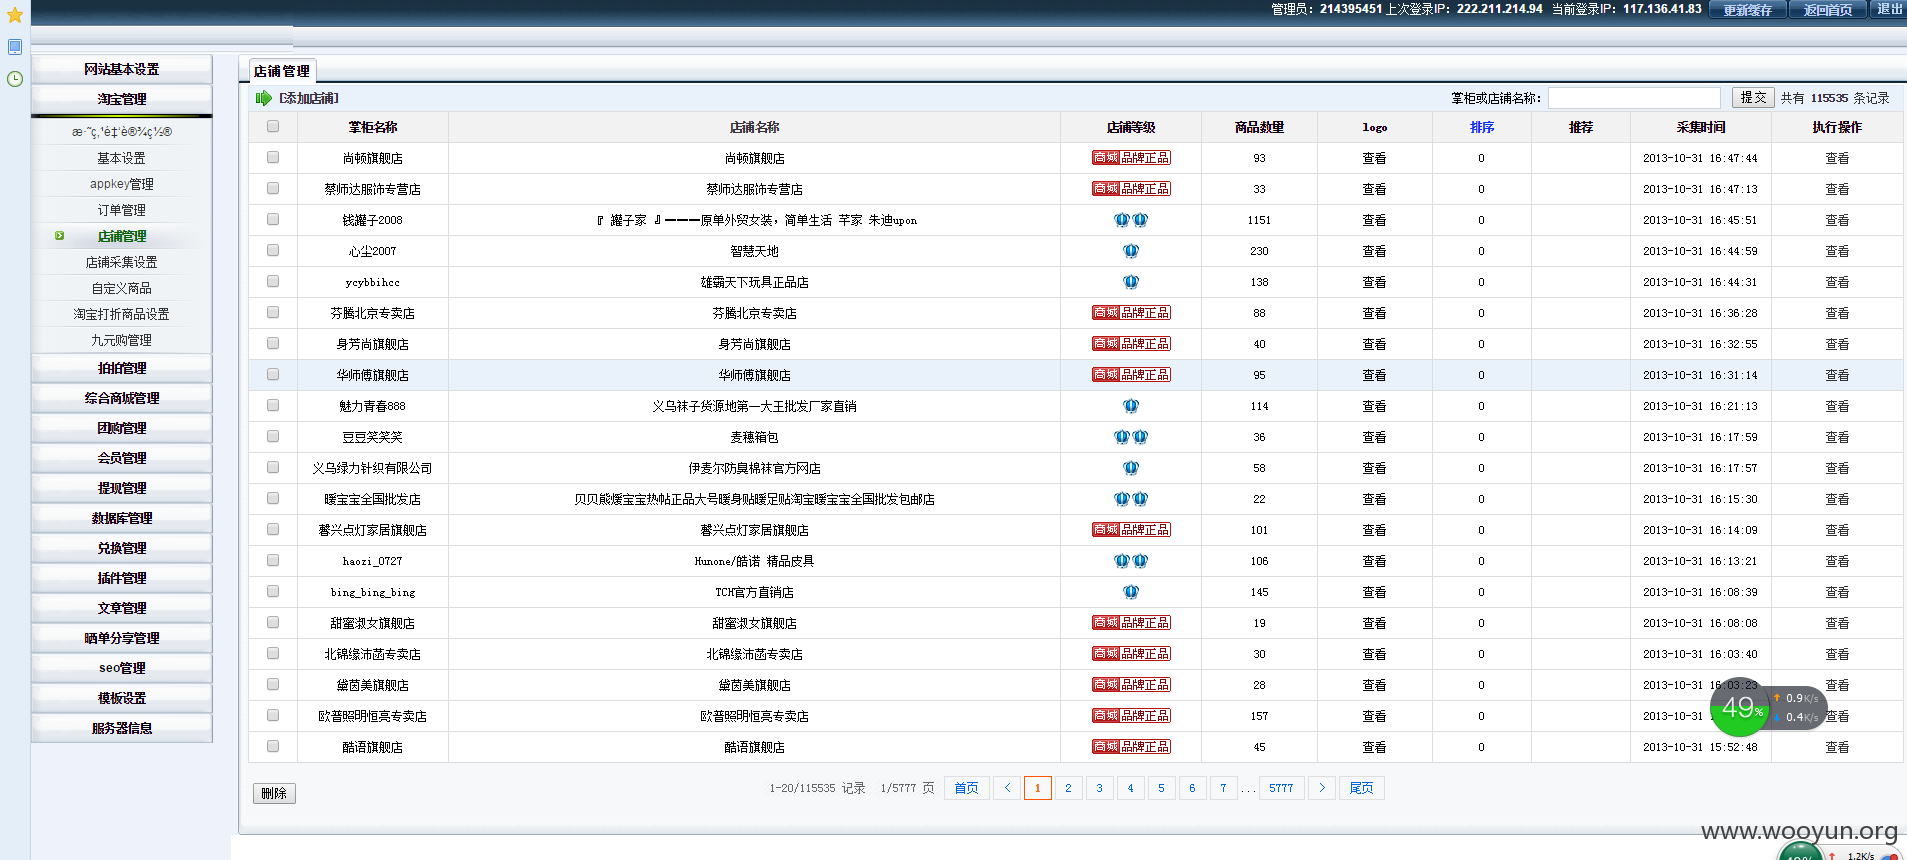 管理员：214395451 上次登录IP：222.211.214.94 当前登录IP：117.136.41.83 更新缓存 返回首页 退出
网站基本设置
淘宝管理
æ·˜ç‚¹é‡‡è®¾ç½®
基本设置
appkey管理
订单管理
店铺管理
店铺采集设置
自定义商品
淘宝打折商品设置
九元购管理
拍拍管理
综合商城管理
团购管理
会员管理
提现管理
数据库管理
兑换管理
插件管理
文章管理
晒单分享管理
seo管理
模板设置
服务器信息
店铺管理
[添加店铺] 掌柜或店铺名称： 提交 共有 115535 条记录
掌柜名称 店铺名称 店铺等级 商品数量 logo 排序 推荐 采集时间 执行操作
尚顿旗舰店 尚顿旗舰店 商城 品牌正品 93 查看 0 2013-10-31 16:47:44 查看
禁师达服饰专营店 禁师达服饰专营店 商城 品牌正品 33 查看 0 2013-10-31 16:47:13 查看
钱罐子2008 『 罐子家 』━━━原单外贸女装，简单生活 芊家 朱迪upon 1151 查看 0 2013-10-31 16:45:51 查看
心尘2007 智慧天地 230 查看 0 2013-10-31 16:44:59 查看
ycybbihcc 雄霸天下玩具正品店 138 查看 0 2013-10-31 16:44:31 查看
芬腾北京专卖店 芬腾北京专卖店 商城 品牌正品 88 查看 0 2013-10-31 16:36:28 查看
身芳尚旗舰店 身芳尚旗舰店 商城 品牌正品 40 查看 0 2013-10-31 16:32:55 查看
华师傅旗舰店 华师傅旗舰店 商城 品牌正品 95 查看 0 2013-10-31 16:31:14 查看
魅力青春888 义乌袜子货源地第一大王批发厂家直销 114 查看 0 2013-10-31 16:21:13 查看
豆豆笑笑笑 麦穗箱包 36 查看 0 2013-10-31 16:17:59 查看
义乌绿力针织有限公司 伊麦尔防臭棉袜官方网店 58 查看 0 2013-10-31 16:17:57 查看
暖宝宝全国批发店 贝贝熊暖宝宝热帖正品大号暖身贴暖足贴淘宝暖宝宝全国批发包邮店 22 查看 0 2013-10-31 16:15:30 查看
馨兴点灯家居旗舰店 馨兴点灯家居旗舰店 商城 品牌正品 101 查看 0 2013-10-31 16:14:09 查看
haozi_0727 Hunone/皓诺 精品皮具 106 查看 0 2013-10-31 16:13:21 查看
bing_bing_bing TCH官方直销店 145 查看 0 2013-10-31 16:08:39 查看
甜蜜淑女旗舰店 甜蜜淑女旗舰店 商城 品牌正品 19 查看 0 2013-10-31 16:08:08 查看
北锦缘沛菡专卖店 北锦缘沛菡专卖店 商城 品牌正品 30 查看 0 2013-10-31 16:03:40 查看
黛茵美旗舰店 黛茵美旗舰店 商城 品牌正品 28 查看 0 2013-10-31 16:03:23 查看
欧普照明恒亮专卖店 欧普照明恒亮专卖店 商城 品牌正品 157 查看 0 2013-10-31 查看
酷语旗舰店 酷语旗舰店 商城 品牌正品 45 查看 0 2013-10-31 15:52:48 查看
49% 0.9K/s
0.4K/s
删除 1-20/115535 记录 1/5777 页 首页 < 1 2 3 4 5 6 7 ... 5777 > 尾页
www.wooyun.org
1.2K/s